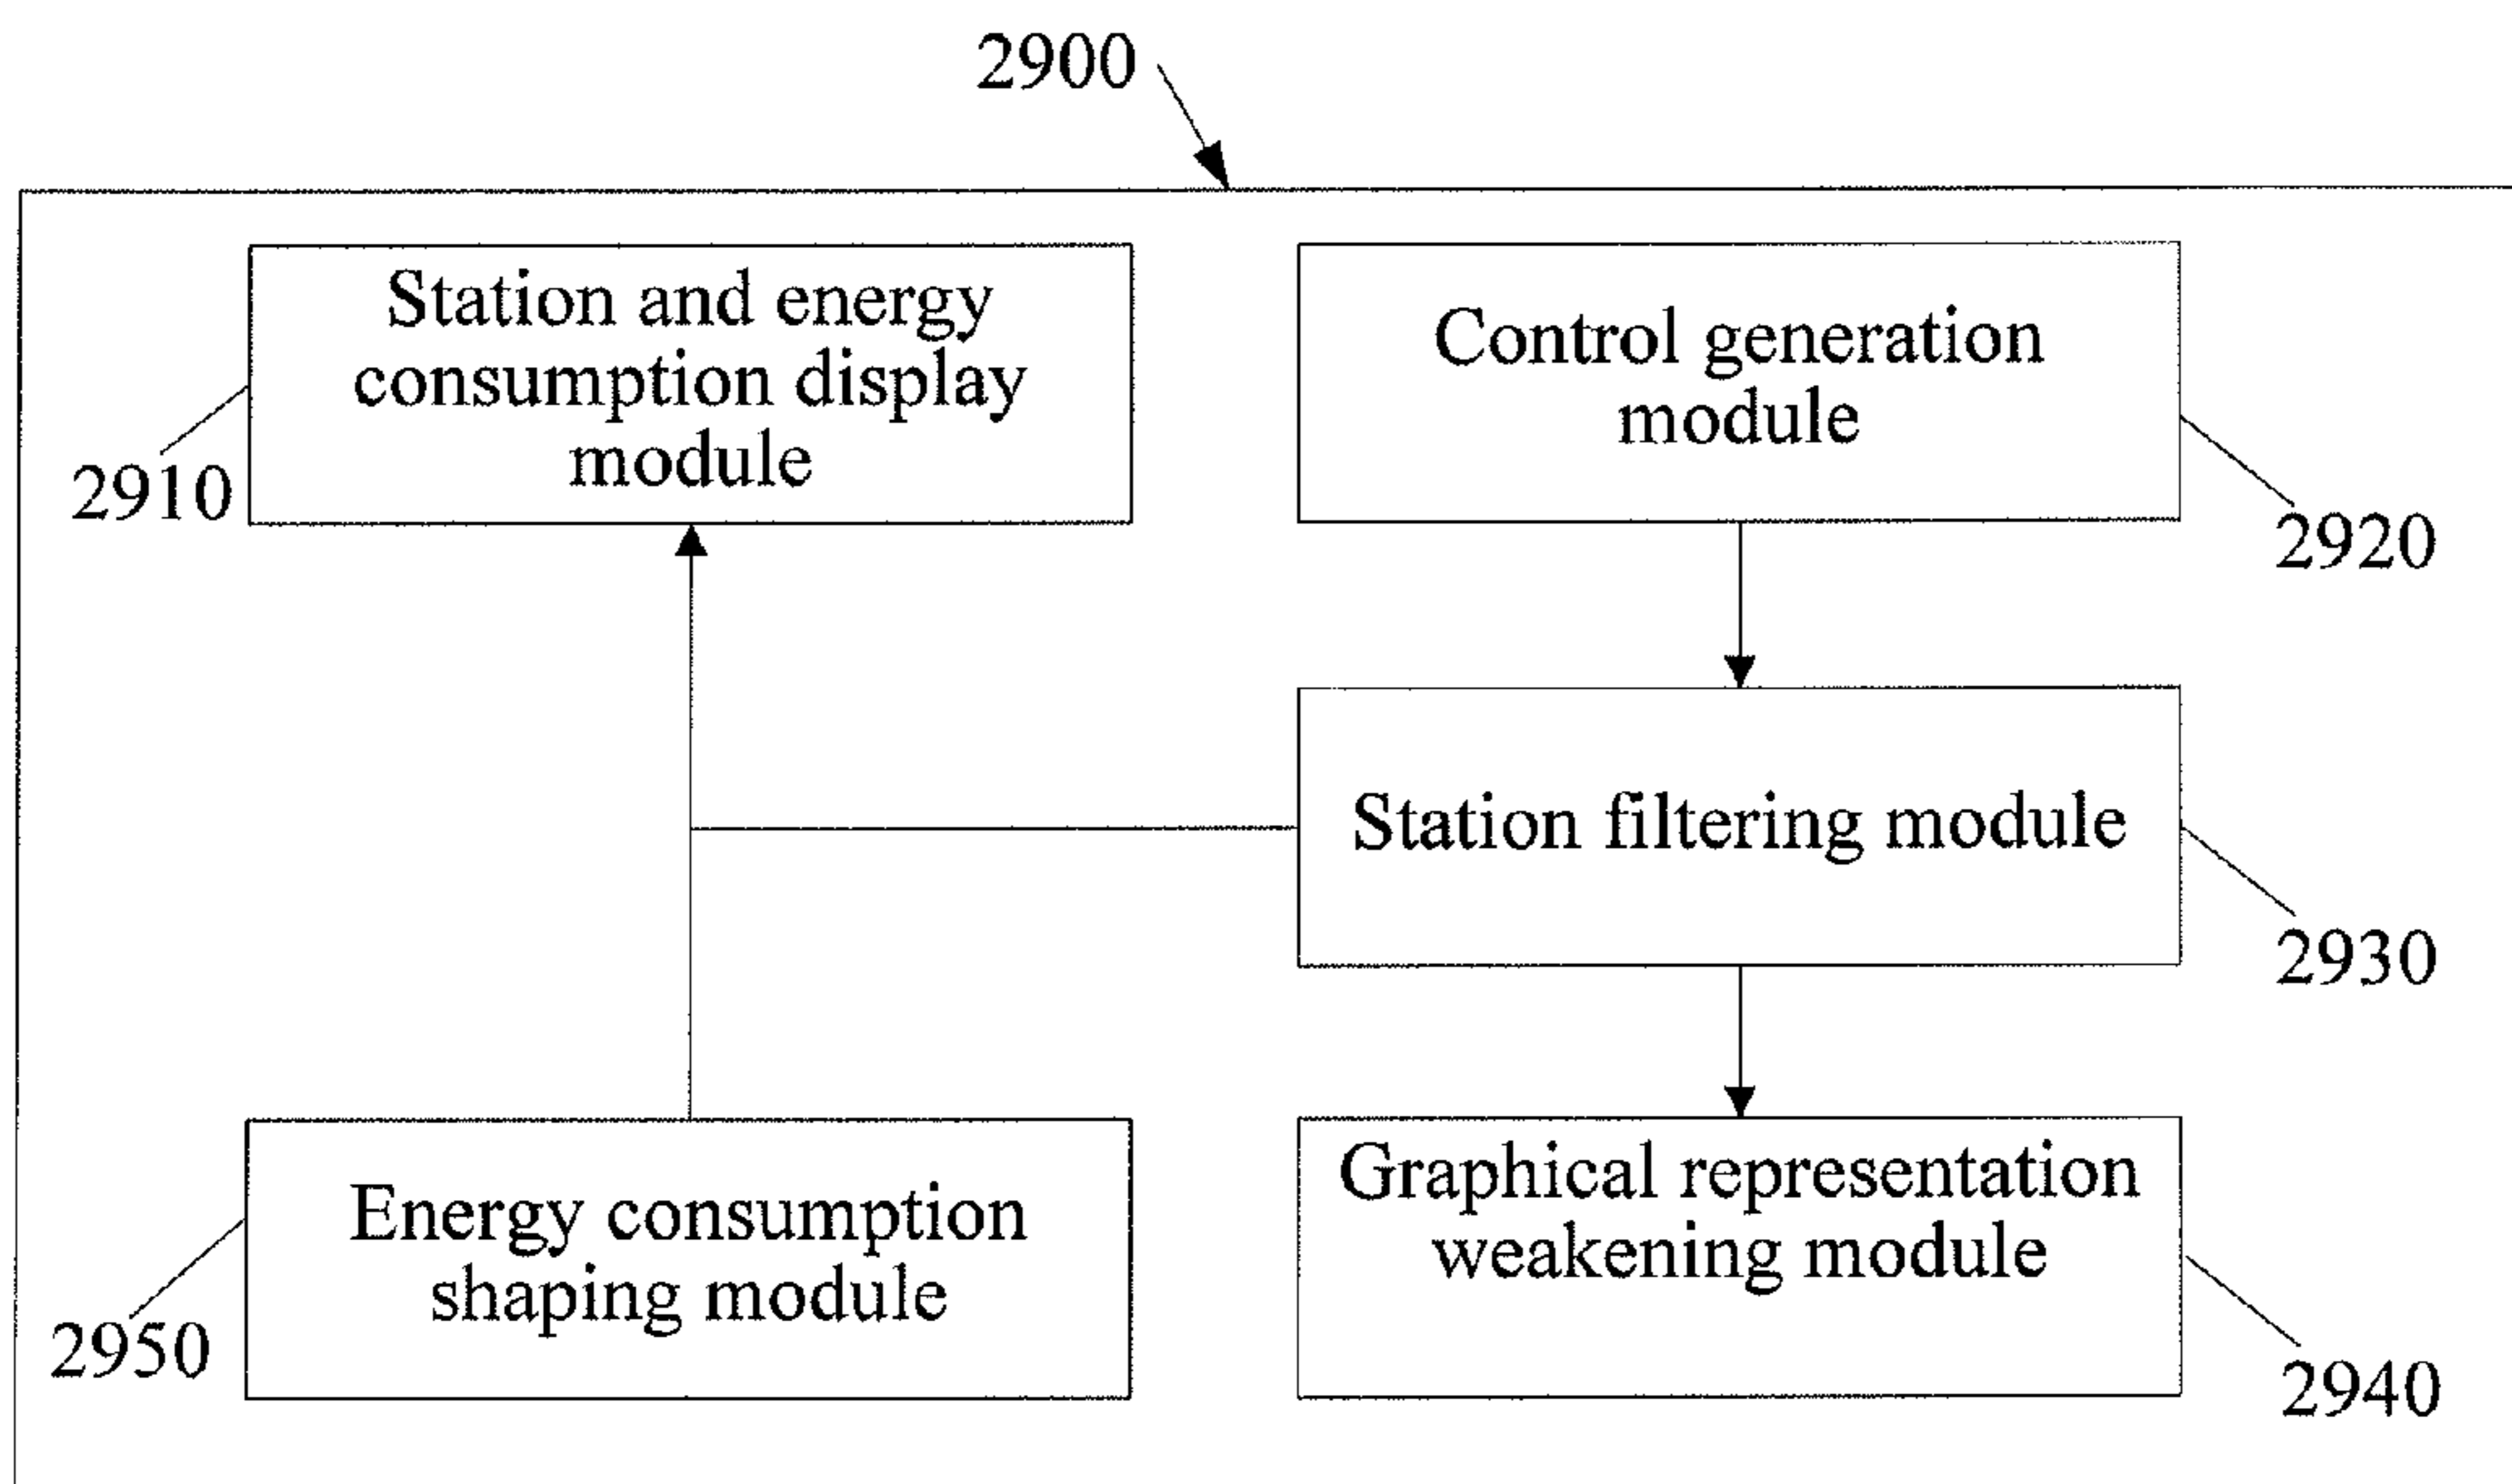 2900
Station and energy
consumption display
module
2910
Control generation
module
2920
Station filtering module
2930
Energy consumption
shaping module
2950
Graphical representation
weakening module
2940